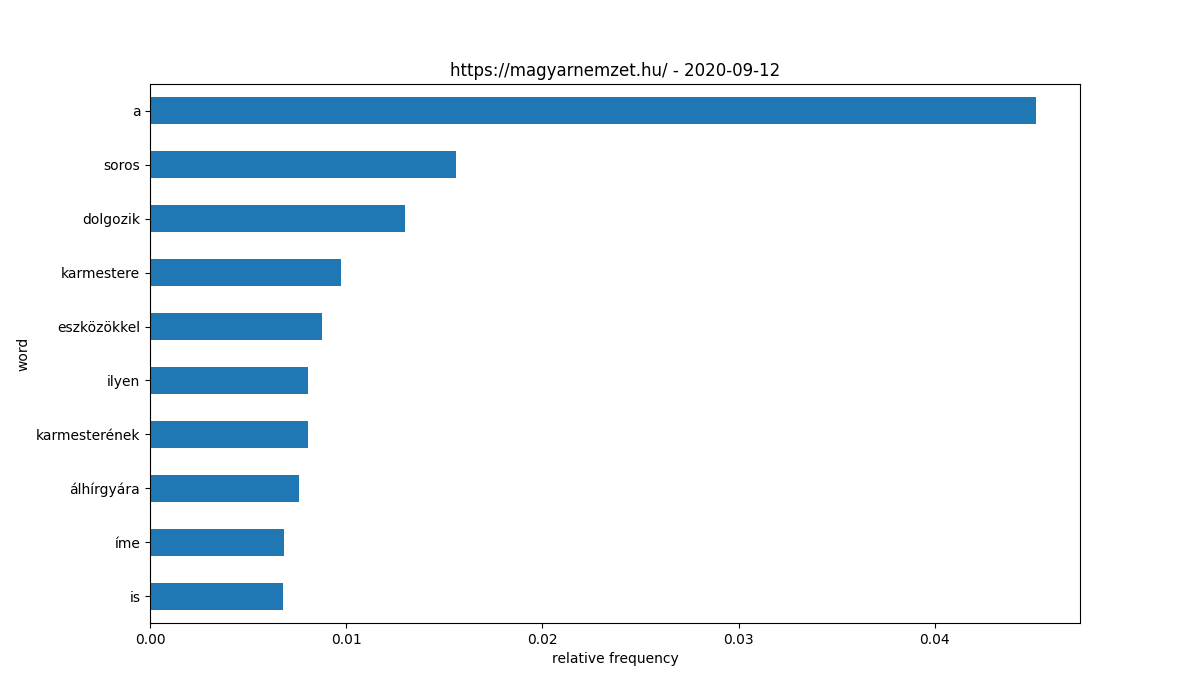 https://magyarnemzet.hu/ - 2020-09-12
a
soros
dolgozik
karmestere
eszközökkel
ilyen
karmesterének
álhírgyára
íme
is
word
0.00 0.01 0.02 0.03 0.04
relative frequency